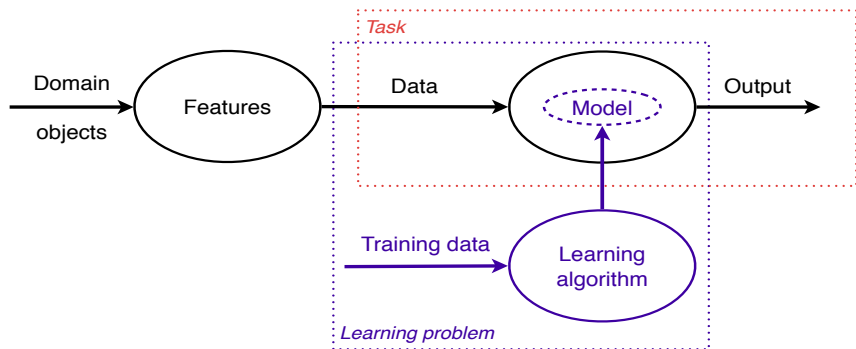 Task
Domain
objects
Features
Data
Model
Output
Training data
Learning
algorithm
Learning problem